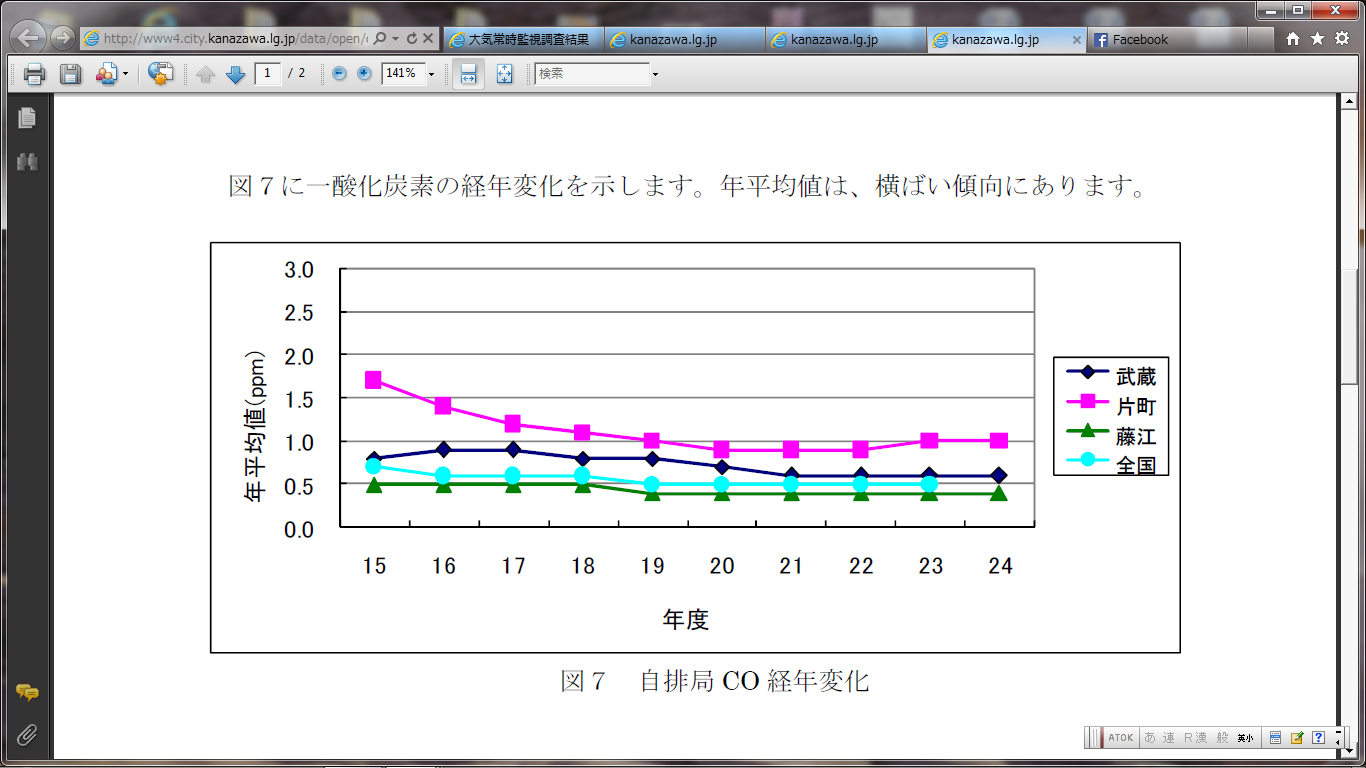 http://www4.city.kanazawa.lg.jp/data/open/
大気常時監視調査結果
kanazawa.lg.jp
kanazawa.lg.jp
kanazawa.lg.jp
Facebook
1 / 2
141%
検索
図７に一酸化炭素の経年変化を示します。年平均値は、横ばい傾向にあります。
年平均値(ppm)
3.0
2.5
2.0
1.5
1.0
0.5
0.0
15 16 17 18 19 20 21 22 23 24
年度
武蔵
片町
藤江
全国
図７ 自排局 CO 経年変化
ATOK あ 連 R漢 般 英小